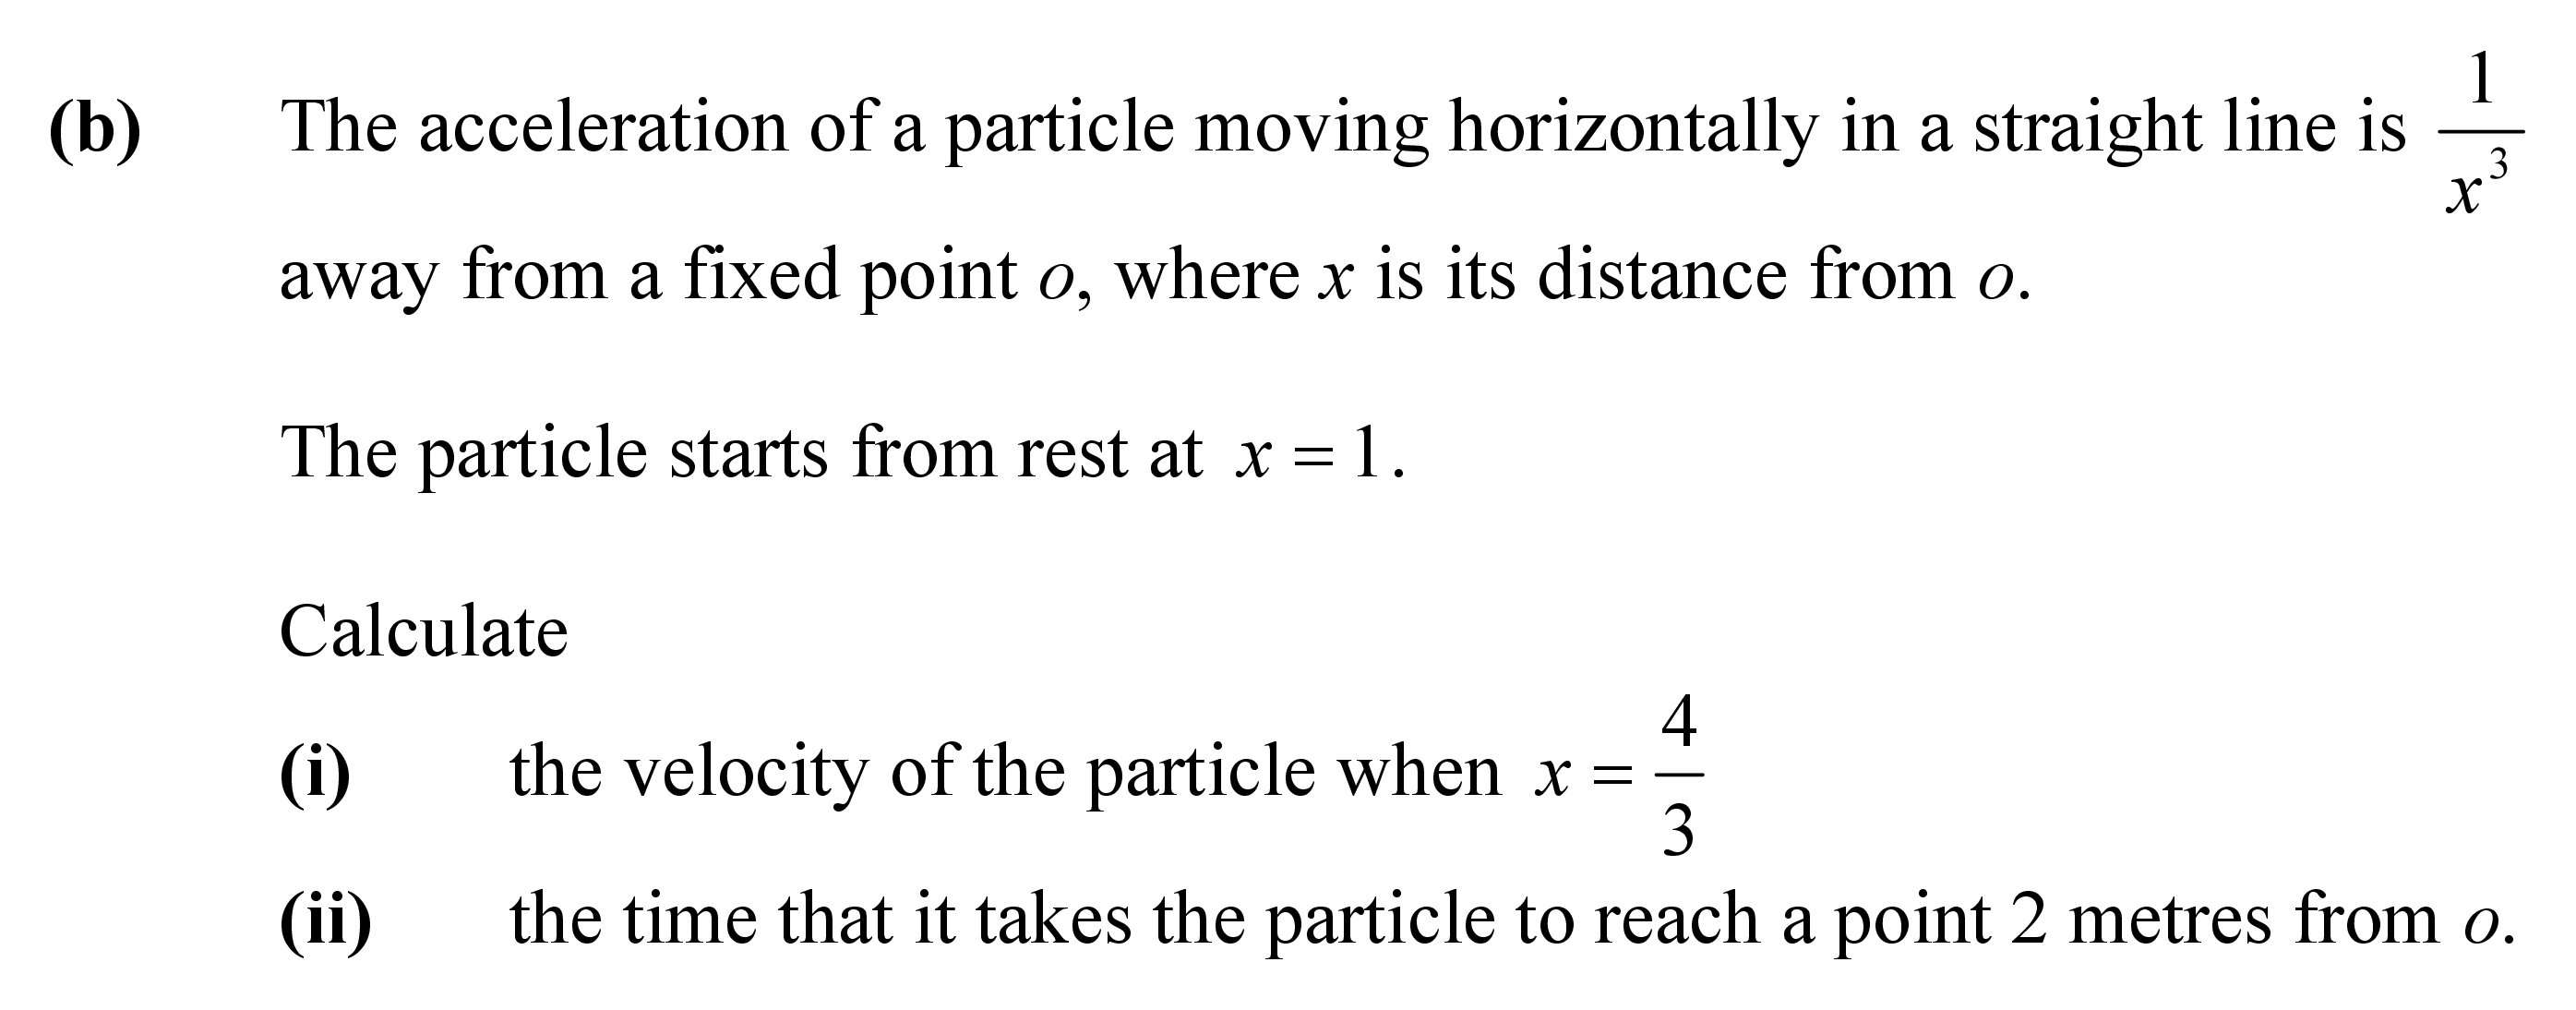 (b) The acceleration of a particle moving horizontally in a straight line is \frac{1}{x^3}
away from a fixed point o, where x is its distance from o.
The particle starts from rest at x = 1.
Calculate
(i) the velocity of the particle when x = \frac{4}{3}
(ii) the time that it takes the particle to reach a point 2 metres from o.